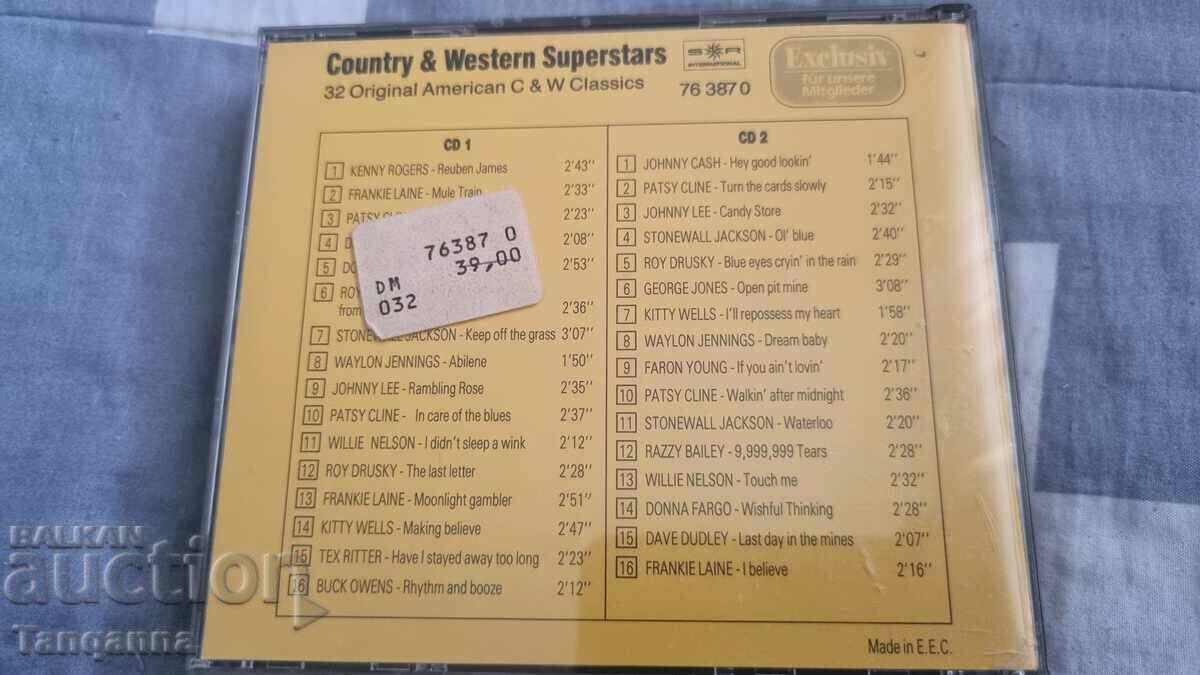 Country & Western Superstars
32 Original American C & W Classics
S R
INTERNATIONAL
76 387 0
Exclusiv
Für unsere
Mitglieder
CD 1
1 KENNY ROGERS - Reuben James 2'43''
2 FRANKIE LAINE - Mule Train 2'33''
3 PATSY 2'23''
4 2'08''
5 2'53''
6 ROY
from 2'36''
7 STONEWALL JACKSON - Keep off the grass 3'07''
8 WAYLON JENNINGS - Abilene 1'50''
9 JOHNNY LEE - Rambling Rose 2'35''
10 PATSY CLINE - In care of the blues 2'37''
11 WILLIE NELSON - I didn't sleep a wink 2'12''
12 ROY DRUSKY - The last letter 2'28''
13 FRANKIE LAINE - Moonlight gambler 2'51''
14 KITTY WELLS - Making believe 2'47''
15 TEX RITTER - Have I stayed away too long 2'23''
16 BUCK OWENS - Rhythm and booze 2'12''
76387 0
39,00
DM
032
CD 2
1 JOHNNY CASH - Hey good lookin' 1'44''
2 PATSY CLINE - Turn the cards slowly 2'15''
3 JOHNNY LEE - Candy Store 2'32''
4 STONEWALL JACKSON - Ol' blue 2'40''
5 ROY DRUSKY - Blue eyes cryin' in the rain 2'29''
6 GEORGE JONES - Open pit mine 3'08''
7 KITTY WELLS - I'll repossess my heart 1'58''
8 WAYLON JENNINGS - Dream baby 2'20''
9 FARON YOUNG - If you ain't lovin' 2'17''
10 PATSY CLINE - Walkin' after midnight 2'36''
11 STONEWALL JACKSON - Waterloo 2'20''
12 RAZZY BAILEY - 9,999,999 Tears 2'28''
13 WILLIE NELSON - Touch me 2'32''
14 DONNA FARGO - Wishful Thinking 2'28''
15 DAVE DUDLEY - Last day in the mines 2'07''
16 FRANKIE LAINE - I believe 2'16''
Made in E.E.C.
BALKAN
auction
Tanganna